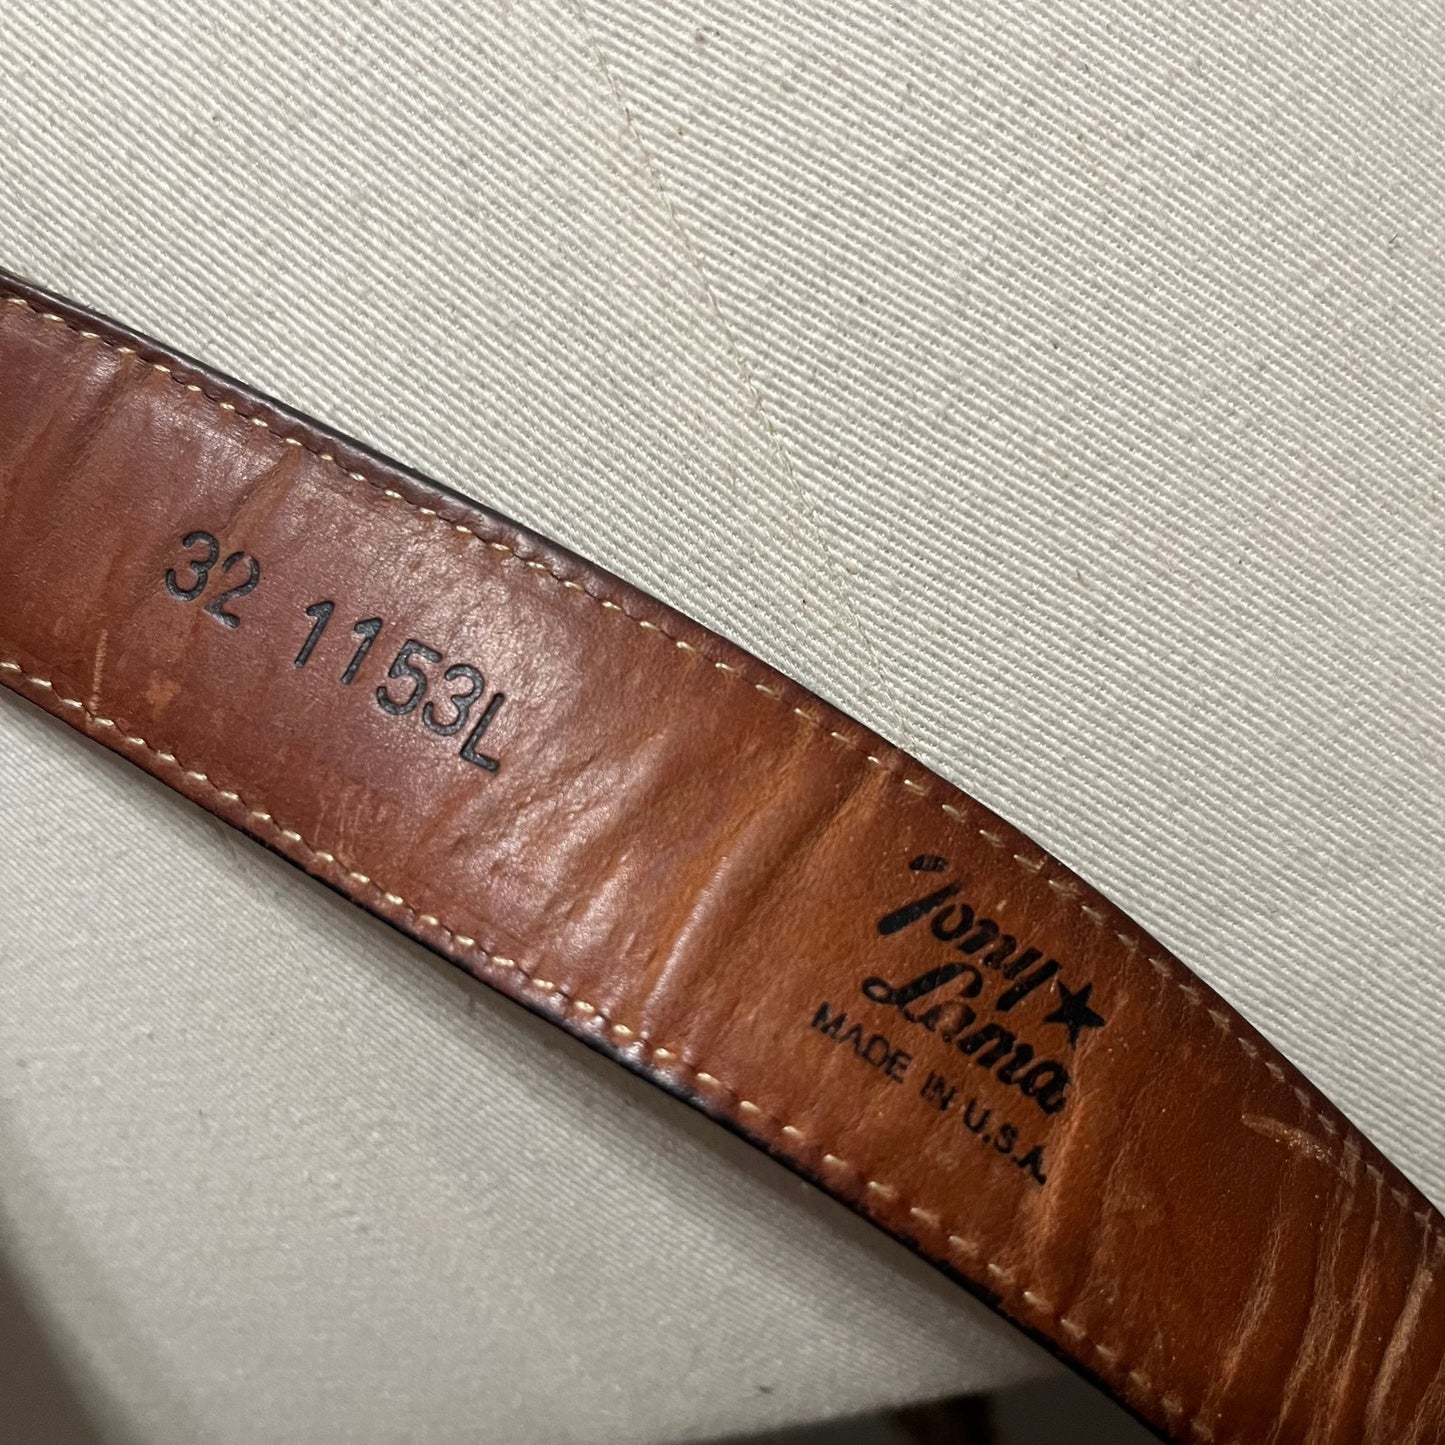 32 1153L
Tony
Lama
MADE IN U.S.A.